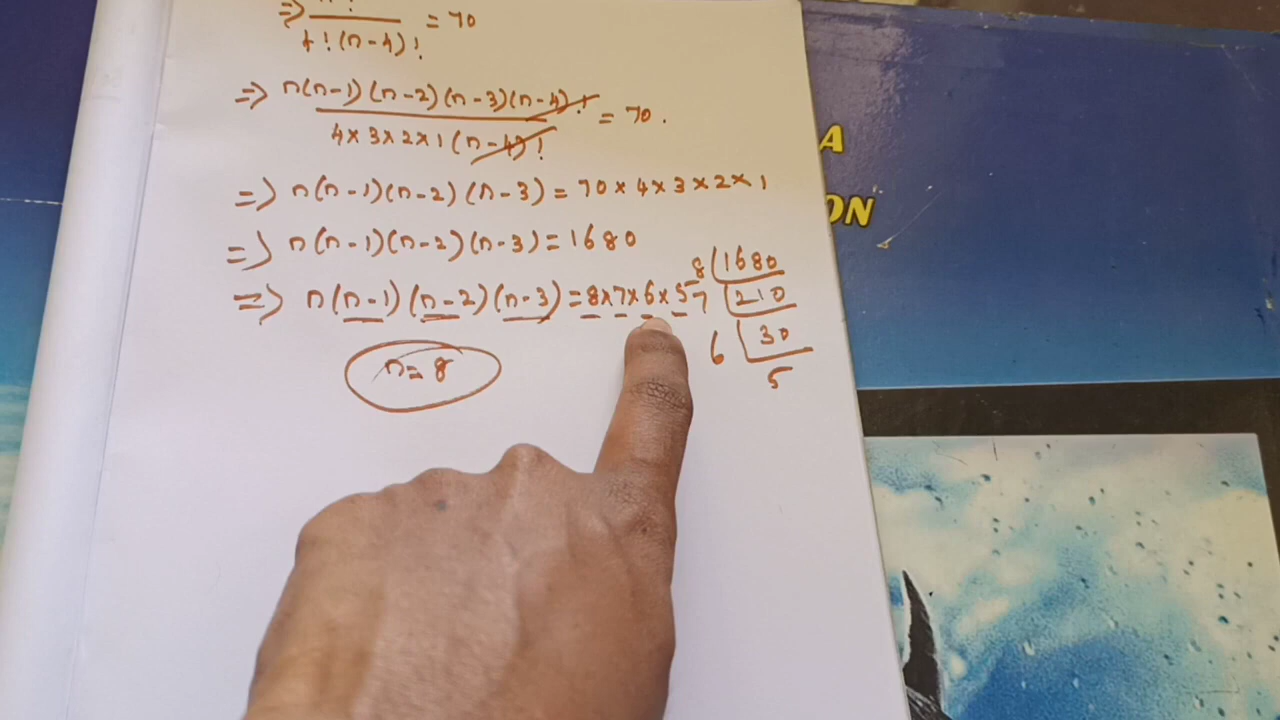 => n! / 4!(n-4)! = 70
=> n(n-1)(n-2)(n-3)(n-4)! / 4×3×2×1(n-4)! = 70.
=> n(n-1)(n-2)(n-3) = 70×4×3×2×1
=> n(n-1)(n-2)(n-3) = 1680
=> n(n-1)(n-2)(n-3) = 8×7×6×5
8 1680
7 210
6 30
5
n = 8
A
ON